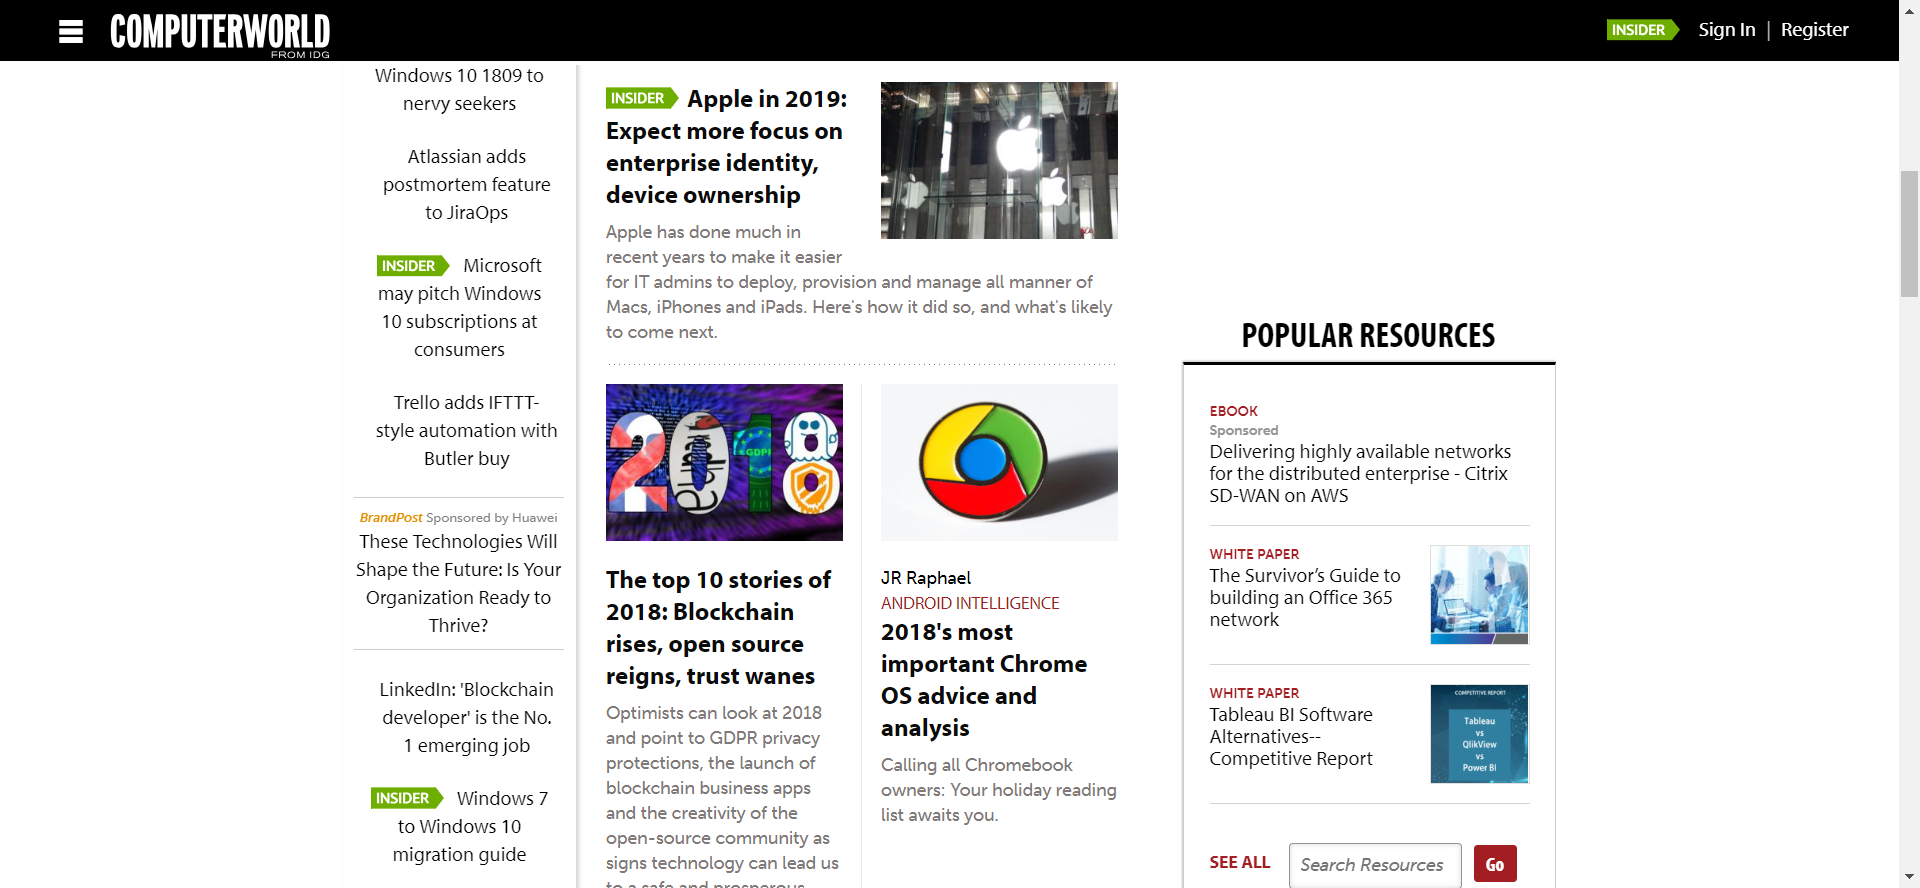 COMPUTERWORLD
FROM IDG
INSIDER Sign In | Register
Windows 10 1809 to
nervy seekers
Atlassian adds
postmortem feature
to JiraOps
INSIDER Microsoft
may pitch Windows
10 subscriptions at
consumers
Trello adds IFTTT-
style automation with
Butler buy
BrandPost Sponsored by Huawei
These Technologies Will
Shape the Future: Is Your
Organization Ready to
Thrive?
LinkedIn: 'Blockchain
developer' is the No.
1 emerging job
INSIDER Windows 7
to Windows 10
migration guide
INSIDER Apple in 2019:
Expect more focus on
enterprise identity,
device ownership
Apple has done much in
recent years to make it easier
for IT admins to deploy, provision and manage all manner of
Macs, iPhones and iPads. Here's how it did so, and what's likely
to come next.
2018
india
GDPR
The top 10 stories of
2018: Blockchain
rises, open source
reigns, trust wanes
Optimists can look at 2018
and point to GDPR privacy
protections, the launch of
blockchain business apps
and the creativity of the
open-source community as
signs technology can lead us
to a safe and prosperous
JR Raphael
ANDROID INTELLIGENCE
2018's most
important Chrome
OS advice and
analysis
Calling all Chromebook
owners: Your holiday reading
list awaits you.
POPULAR RESOURCES
EBOOK
Sponsored
Delivering highly available networks
for the distributed enterprise - Citrix
SD-WAN on AWS
WHITE PAPER
The Survivor’s Guide to
building an Office 365
network
WHITE PAPER
Tableau BI Software
Alternatives--
Competitive Report
COMPETITIVE REPORT
Tableau
vs
QlikView
vs
Power BI
SEE ALL Search Resources Go